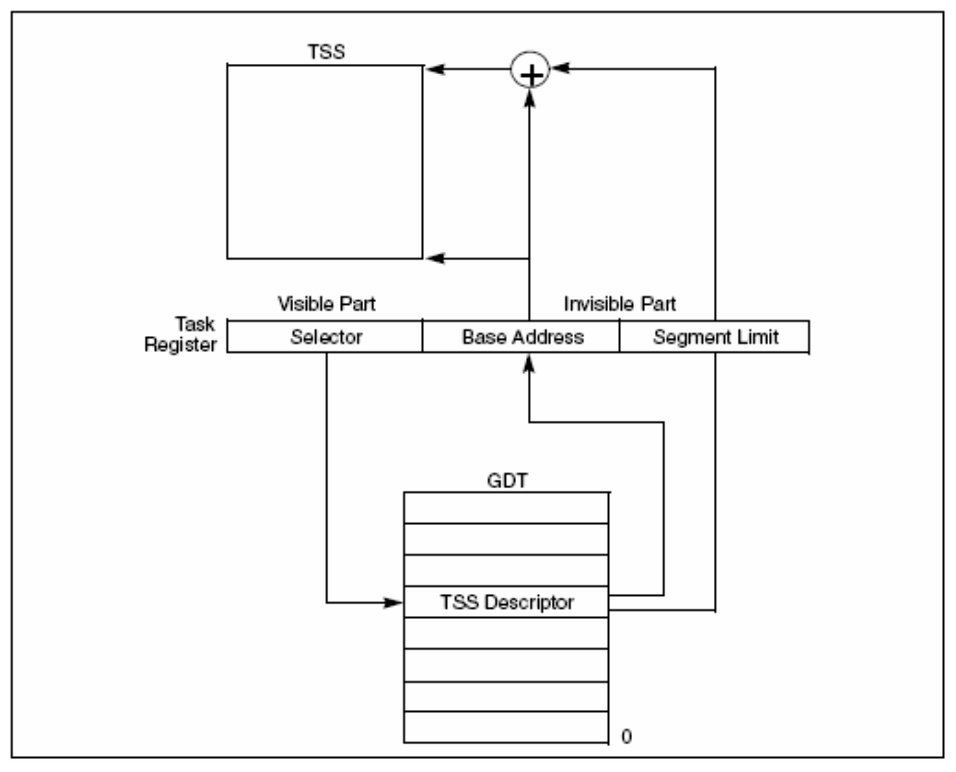 TSS
+
Visible Part
Invisible Part
Task
Register
Selector
Base Address
Segment Limit
GDT
TSS Descriptor
0